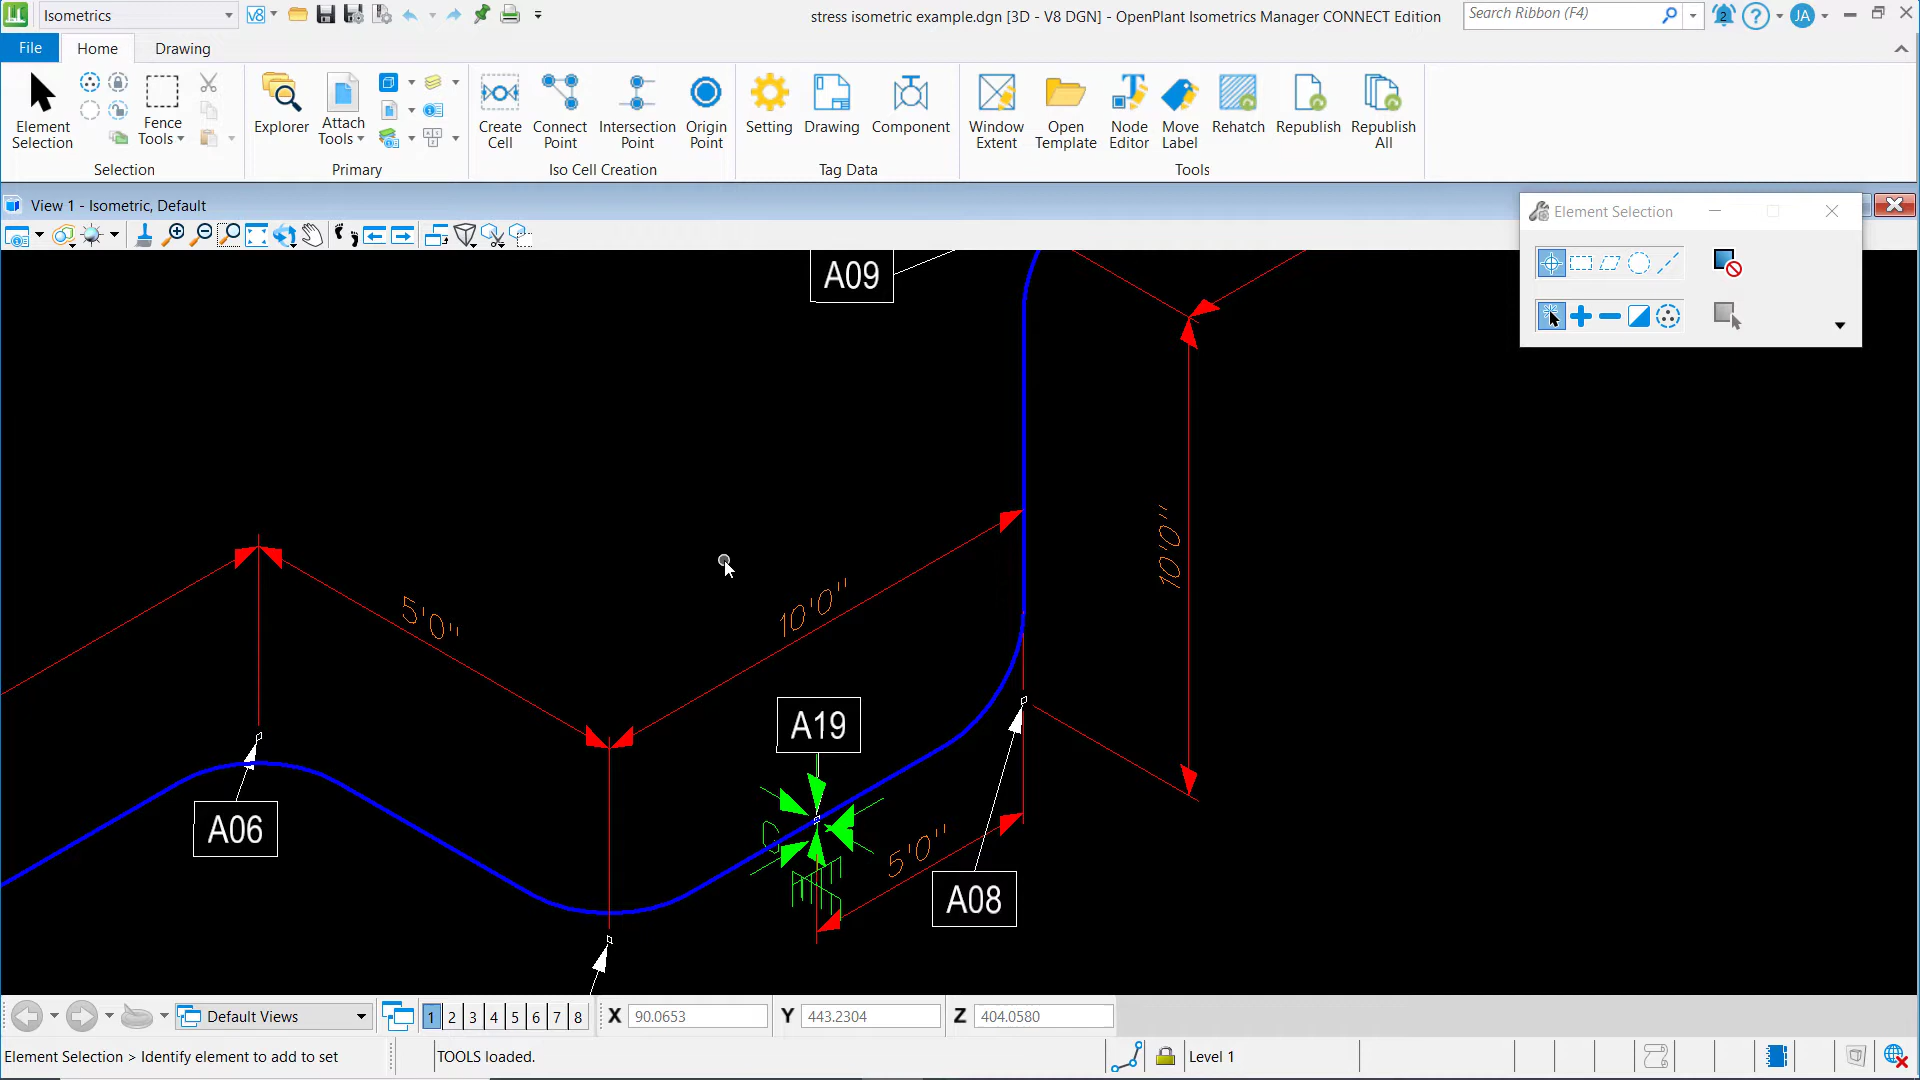 Isometrics
V8
stress isometric example.dgn [3D - V8 DGN] - OpenPlant Isometrics Manager CONNECT Edition
Search Ribbon (F4)
2
?
JA
File
Home
Drawing
Element Selection
Fence Tools
Selection
Explorer
Attach Tools
Primary
Create Cell
Connect Point
Intersection Point
Origin Point
Iso Cell Creation
Setting
Drawing
Component
Tag Data
Window Extent
Open Template
Node Editor
Move Label
Rehatch
Republish
Republish All
Tools
View 1 - Isometric, Default
Element Selection
A09
10'0"
5'0"
10'0"
A19
A06
5'0"
A08
Default Views
1 2 3 4 5 6 7 8
X 90.0653
Y 443.2304
Z 404.0580
Element Selection > Identify element to add to set
TOOLS loaded.
Level 1